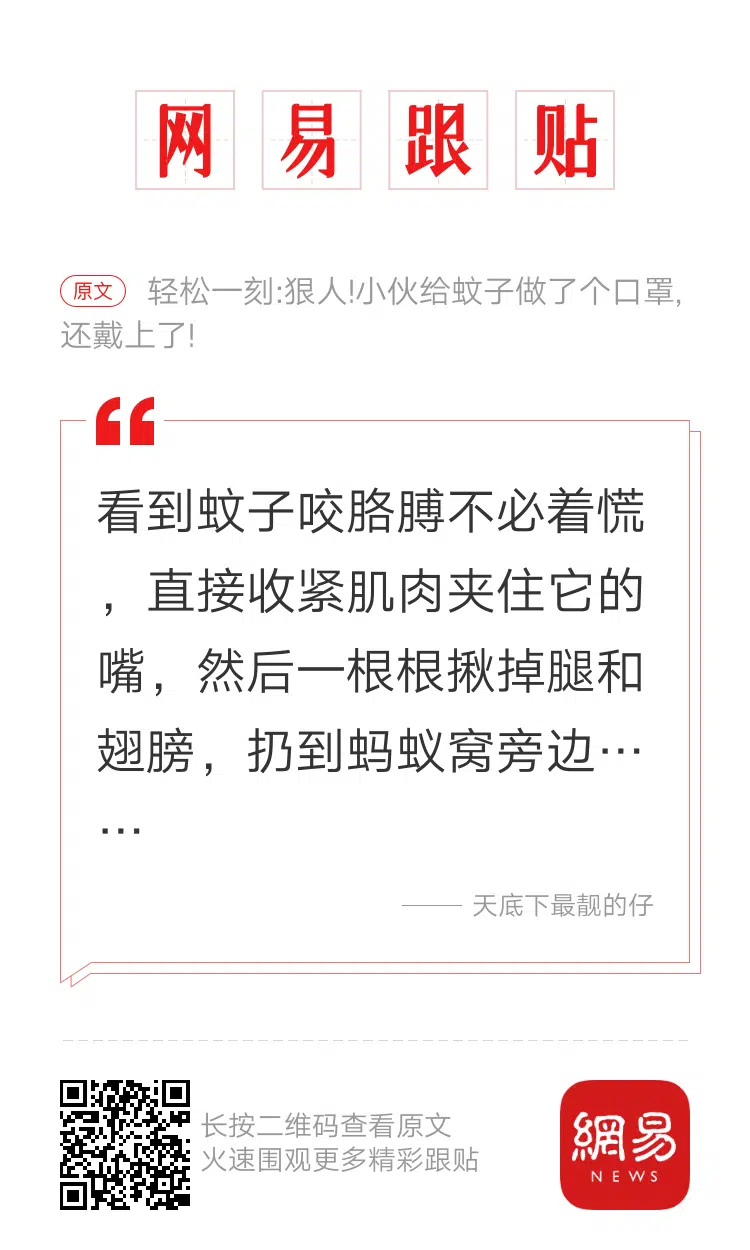 网易跟贴
原文 轻松一刻:狠人!小伙给蚊子做了个口罩,
还戴上了!
看到蚊子咬胳膊不必着慌
，直接收紧肌肉夹住它的
嘴，然后一根根揪掉腿和
翅膀，扔到蚂蚁窝旁边…
…
—— 天底下最靓的仔
长按二维码查看原文
火速围观更多精彩跟贴
網易
NEWS